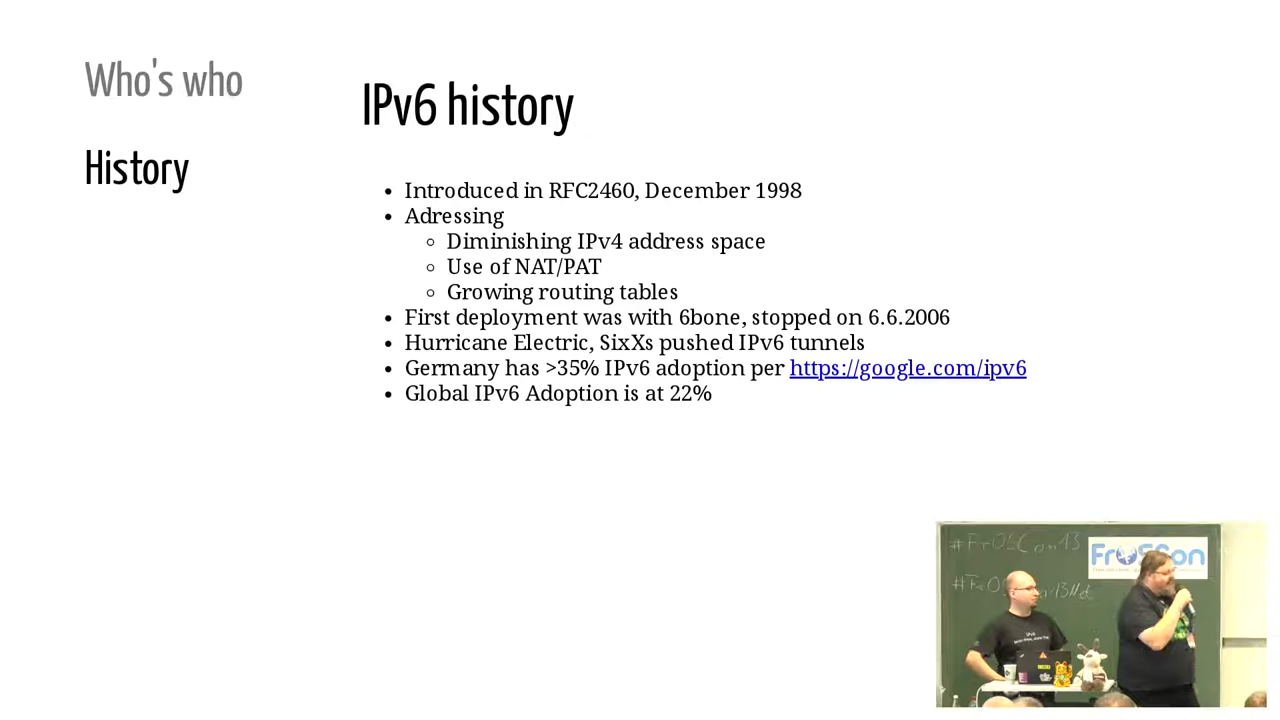 Who's who
History
IPv6 history
Introduced in RFC2460, December 1998
Adressing
Diminishing IPv4 address space
Use of NAT/PAT
Growing routing tables
First deployment was with 6bone, stopped on 6.6.2006
Hurricane Electric, SixXs pushed IPv6 tunnels
Germany has >35% IPv6 adoption per https://google.com/ipv6
Global IPv6 Adoption is at 22%
#FrOSCon13
FrOSCon
IPv6